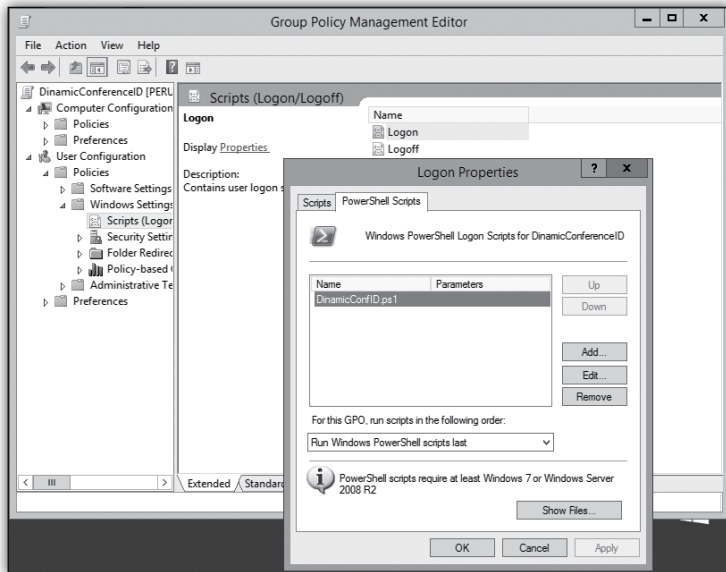 Group Policy Management Editor
File Action View Help
DinamicConferenceID [PERU
Computer Configuration
Policies
Preferences
User Configuration
Policies
Software Settings
Windows Settings
Scripts (Logon
Security Settin
Folder Redirec
Policy-based
Administrative Te
Preferences
Scripts (Logon/Logoff)
Logon
Display Properties
Description:
Contains user logon s
Name
Logon
Logoff
Extended Standard
Logon Properties
Scripts PowerShell Scripts
Windows PowerShell Logon Scripts for DinamicConferenceID
Name Parameters
DinamicConfID.ps1
Up
Down
Add...
Edit...
Remove
For this GPO, run scripts in the following order:
Run Windows PowerShell scripts last
PowerShell scripts require at least Windows 7 or Windows Server
2008 R2
Show Files...
OK Cancel Apply